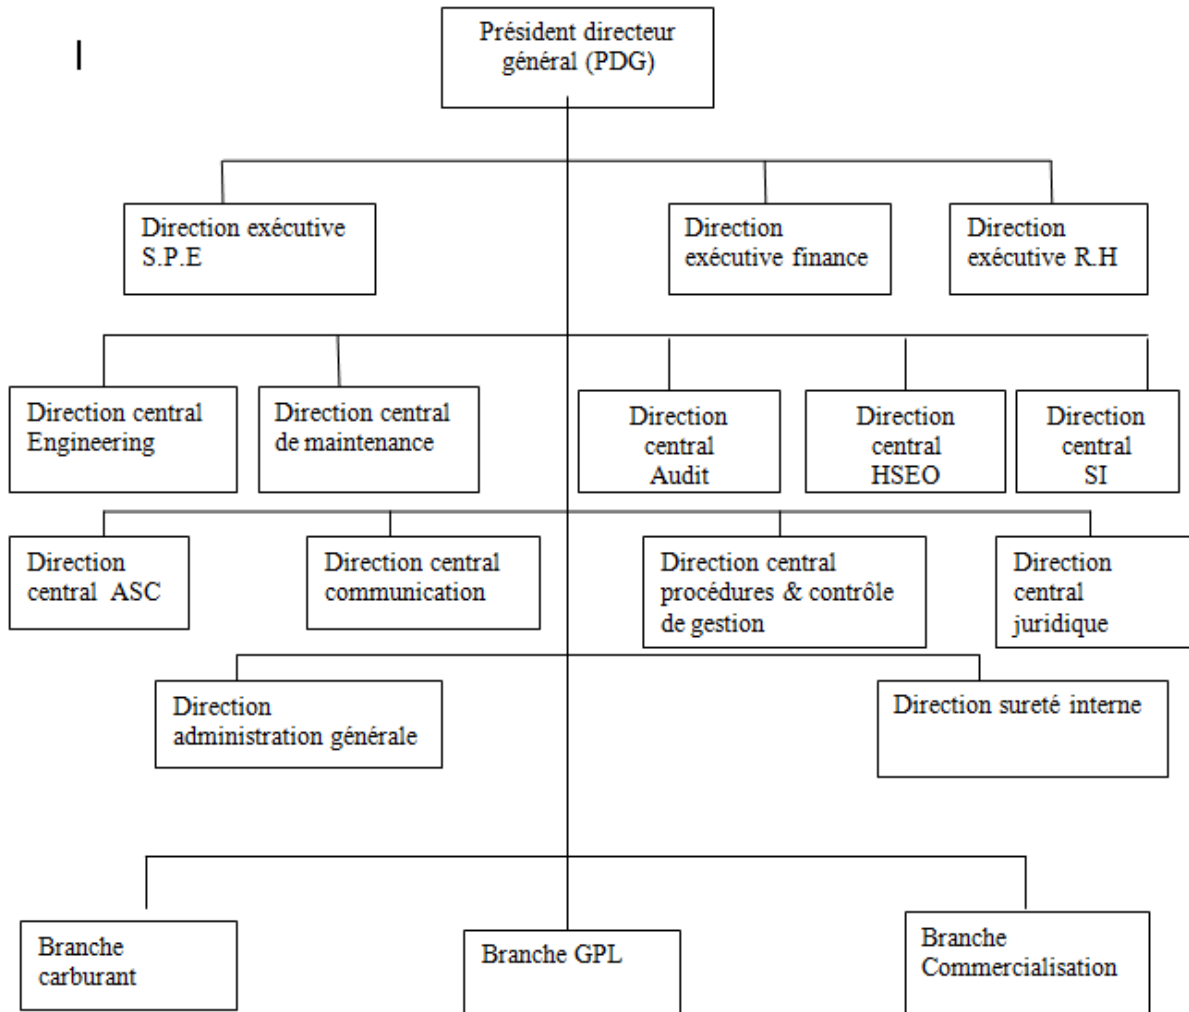 Président directeur
général (PDG)
Direction exécutive
S.P.E
Direction
exécutive finance
Direction
exécutive R.H
Direction central
Engineering
Direction central
de maintenance
Direction
central
Audit
Direction
central
HSEO
Direction
central
SI
Direction
central ASC
Direction central
communication
Direction central
procédures & contrôle
de gestion
Direction
central
juridique
Direction
administration générale
Direction sureté interne
Branche
carburant
Branche GPL
Branche
Commercialisation